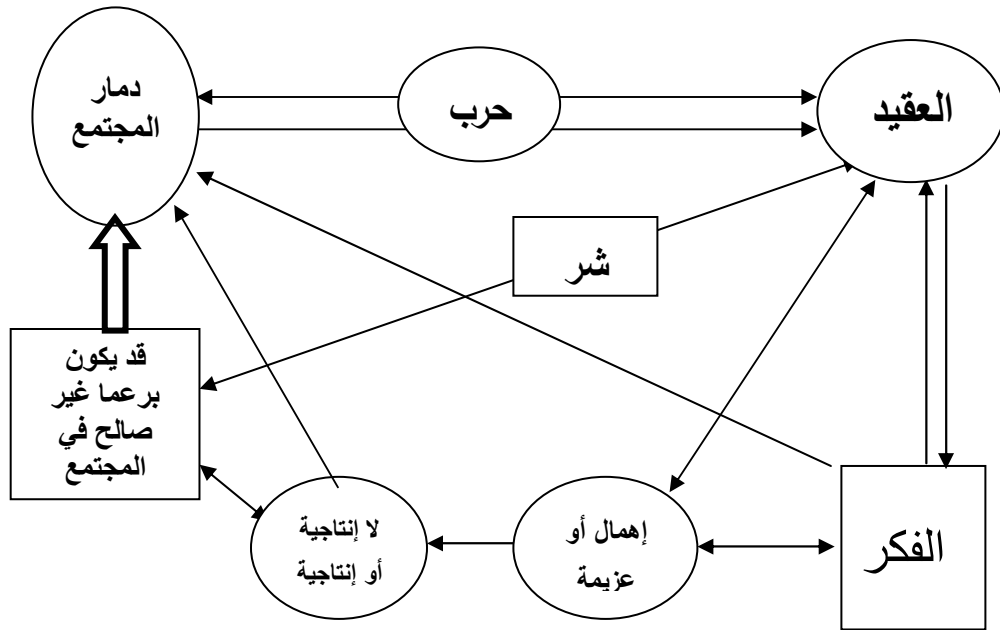 دمار
المجتمع
حرب
العقيد
شر
قد يكون
برعما غير
صالح في
المجتمع
لا إنتاجية
أو إنتاجية
إهمال أو
عزيمة
الفكر